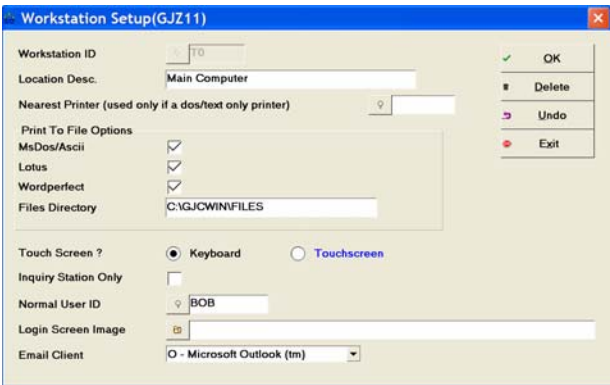 Workstation Setup(GJZ11)
Workstation ID T0
OK
Location Desc. Main Computer
Delete
Nearest Printer (used only if a dos/text only printer)
Undo
Print To File Options
MsDos/Ascii
Exit
Lotus
Wordperfect
Files Directory C:\GJCWIN\FILES
Touch Screen ? Keyboard Touchscreen
Inquiry Station Only
Normal User ID BOB
Login Screen Image
Email Client O - Microsoft Outlook (tm)